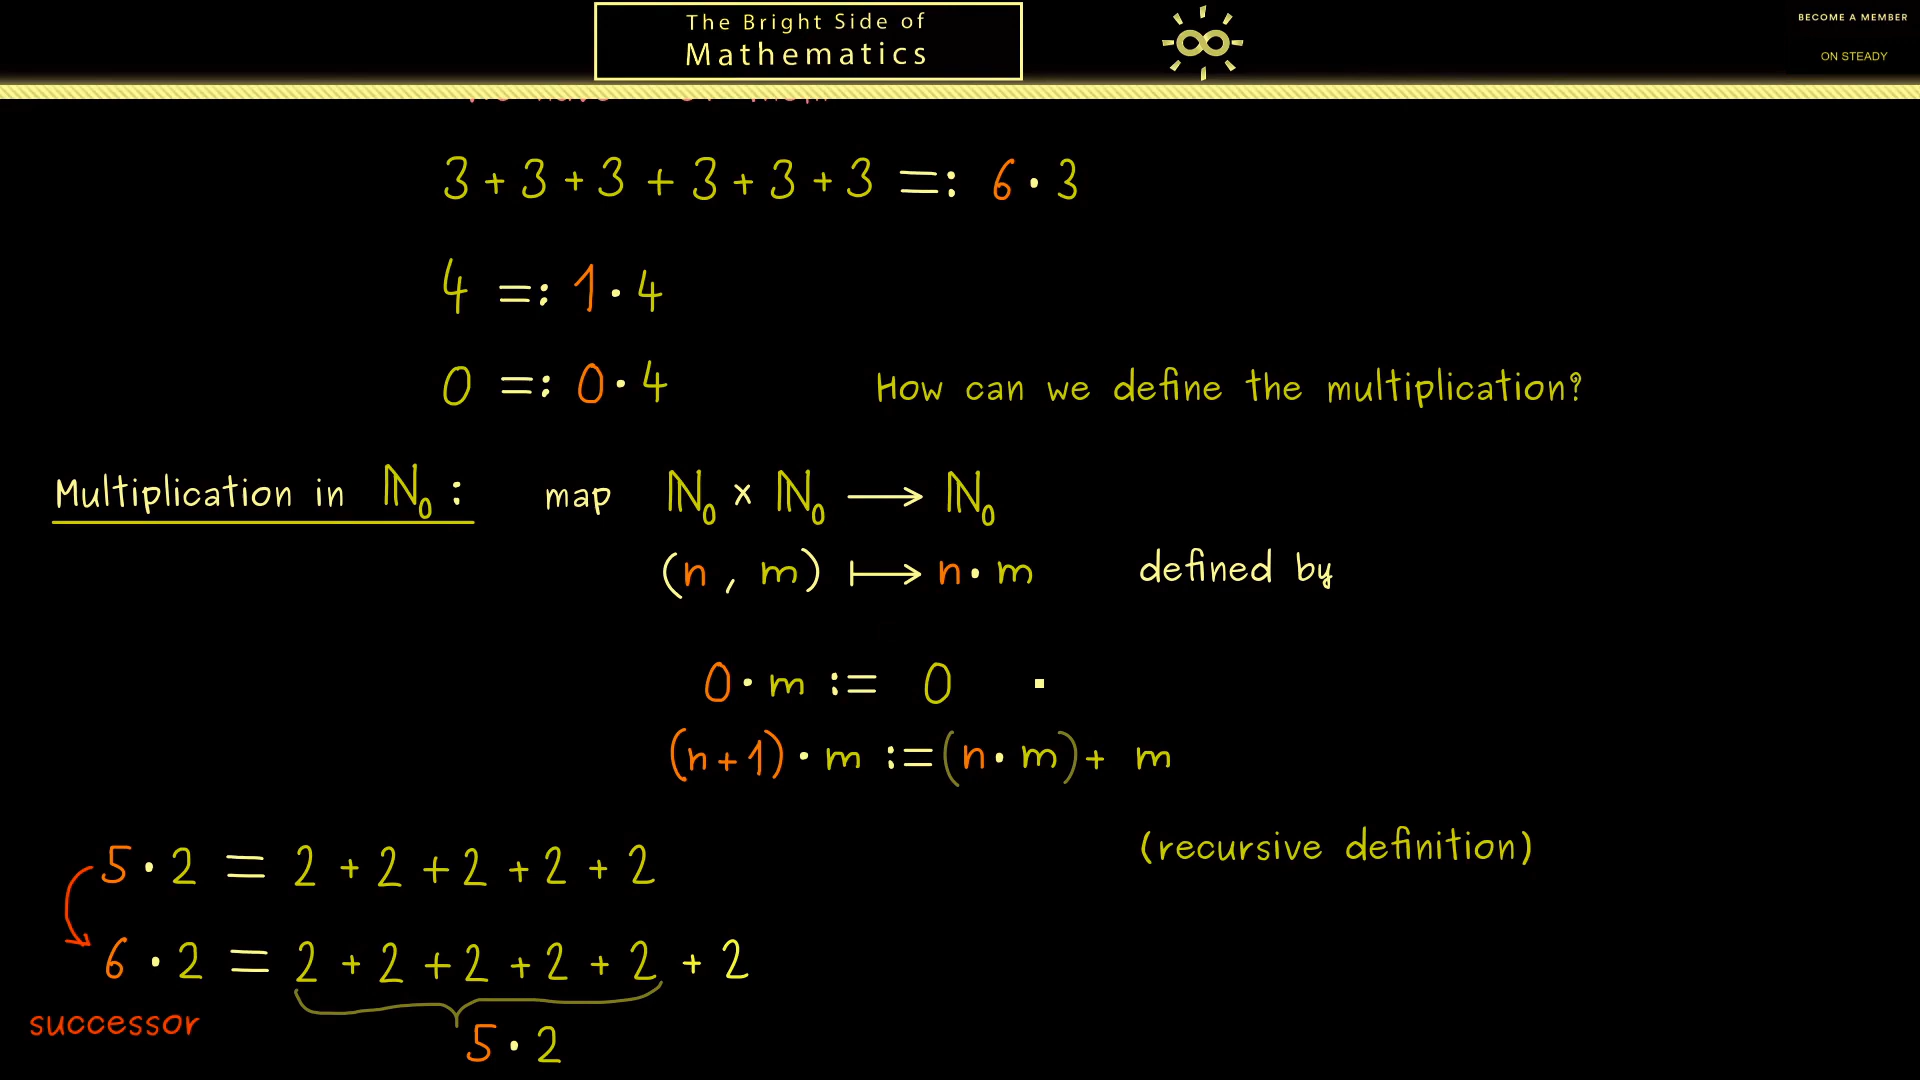 The Bright Side of
Mathematics
BECOME A MEMBER
ON STEADY
3 + 3 + 3 + 3 + 3 + 3 =: 6 · 3
4 =: 1 · 4
0 =: 0 · 4
How can we define the multiplication?
Multiplication in ℕ₀ : map ℕ₀ × ℕ₀ ⟶ ℕ₀
(n , m) ⟼ n · m defined by
0 · m := 0
(n + 1) · m := (n · m) + m
(recursive definition)
5 · 2 = 2 + 2 + 2 + 2 + 2
6 · 2 = 2 + 2 + 2 + 2 + 2 + 2
successor
5 · 2